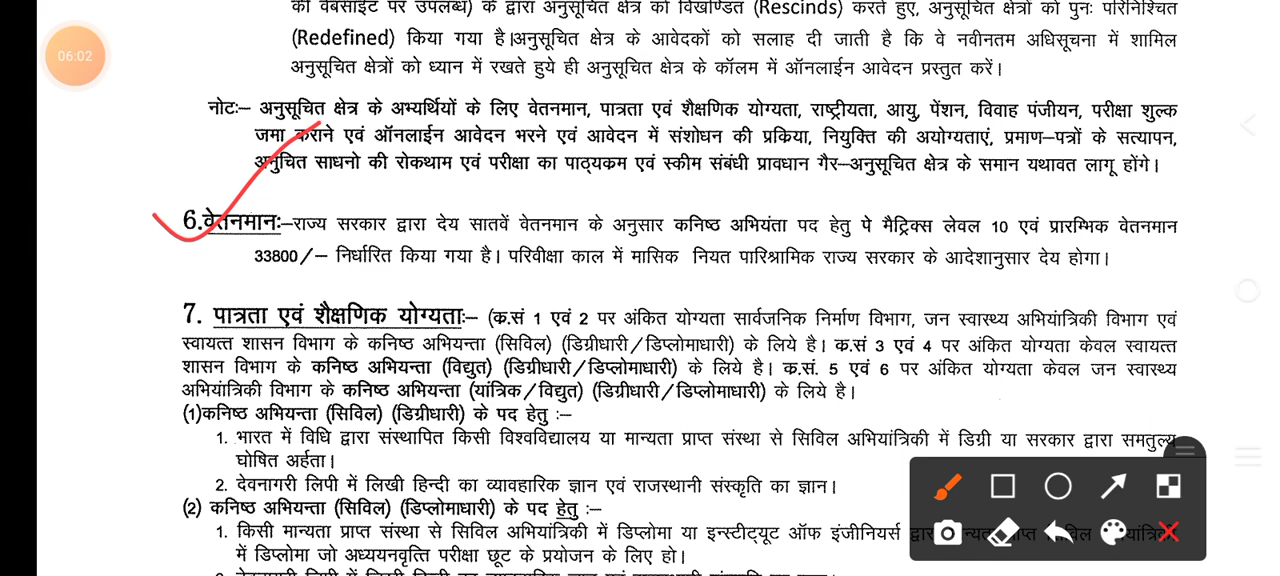 की वेबसाईट पर उपलब्ध) के द्वारा अनुसूचित क्षेत्र को विखण्डित (Rescinds) करते हुए, अनुसूचित क्षेत्रों को पुनः परिनिश्चित
06:02
(Redefined) किया गया है।अनुसूचित क्षेत्र के आवेदकों को सलाह दी जाती है कि वे नवीनतम अधिसूचना में शामिल
अनुसूचित क्षेत्रों को ध्यान में रखते हुये ही अनुसूचित क्षेत्र के कॉलम में ऑनलाईन आवेदन प्रस्तुत करें।
नोटः– अनुसूचित क्षेत्र के अभ्यर्थियों के लिए वेतनमान, पात्रता एवं शैक्षणिक योग्यता, राष्ट्रीयता, आयु, पेंशन, विवाह पंजीयन, परीक्षा शुल्क
जमा कराने एवं ऑनलाईन आवेदन भरने एवं आवेदन में संशोधन की प्रकिया, नियुक्ति की अयोग्यताएं, प्रमाण–पत्रों के सत्यापन,
अनुचित साधनो की रोकथाम एवं परीक्षा का पाठ्यकम एवं स्कीम संबंधी प्रावधान गैर–अनुसूचित क्षेत्र के समान यथावत लागू होंगे।
6.वेतनमानः–राज्य सरकार द्वारा देय सातवें वेतनमान के अनुसार कनिष्ठ अभियंता पद हेतु पे मैट्रिक्स लेवल 10 एवं प्रारम्भिक वेतनमान
33800/– निर्धारित किया गया है। परिवीक्षा काल में मासिक नियत पारिश्रामिक राज्य सरकार के आदेशानुसार देय होगा।
7. पात्रता एवं शैक्षणिक योग्यताः– (क.सं 1 एवं 2 पर अंकित योग्यता सार्वजनिक निर्माण विभाग, जन स्वास्थ्य अभियांत्रिकी विभाग एवं
स्वायत्त शासन विभाग के कनिष्ठ अभियन्ता (सिविल) (डिग्रीधारी/डिप्लोमाधारी) के लिये है। क.सं 3 एवं 4 पर अंकित योग्यता केवल स्वायत्त
शासन विभाग के कनिष्ठ अभियन्ता (विद्युत) (डिग्रीधारी/डिप्लोमाधारी) के लिये है। क.सं. 5 एवं 6 पर अंकित योग्यता केवल जन स्वास्थ्य
अभियांत्रिकी विभाग के कनिष्ठ अभियन्ता (यांत्रिक/विद्युत) (डिग्रीधारी/डिप्लोमाधारी) के लिये है।
(1)कनिष्ठ अभियन्ता (सिविल) (डिग्रीधारी) के पद हेतु :–
1. भारत में विधि द्वारा संस्थापित किसी विश्वविद्यालय या मान्यता प्राप्त संस्था से सिविल अभियांत्रिकी में डिग्री या सरकार द्वारा समतुल्य
घोषित अर्हता।
2. देवनागरी लिपी में लिखी हिन्दी का व्यावहारिक ज्ञान एवं राजस्थानी संस्कृति का ज्ञान।
(2) कनिष्ठ अभियन्ता (सिविल) (डिप्लोमाधारी) के पद हेतु :–
1. किसी मान्यता प्राप्त संस्था से सिविल अभियांत्रिकी में डिप्लोमा या इन्स्टीट्यूट ऑफ इंजीनियर्स
में डिप्लोमा जो अध्ययनवृत्ति परीक्षा छूट के प्रयोजन के लिए हो।